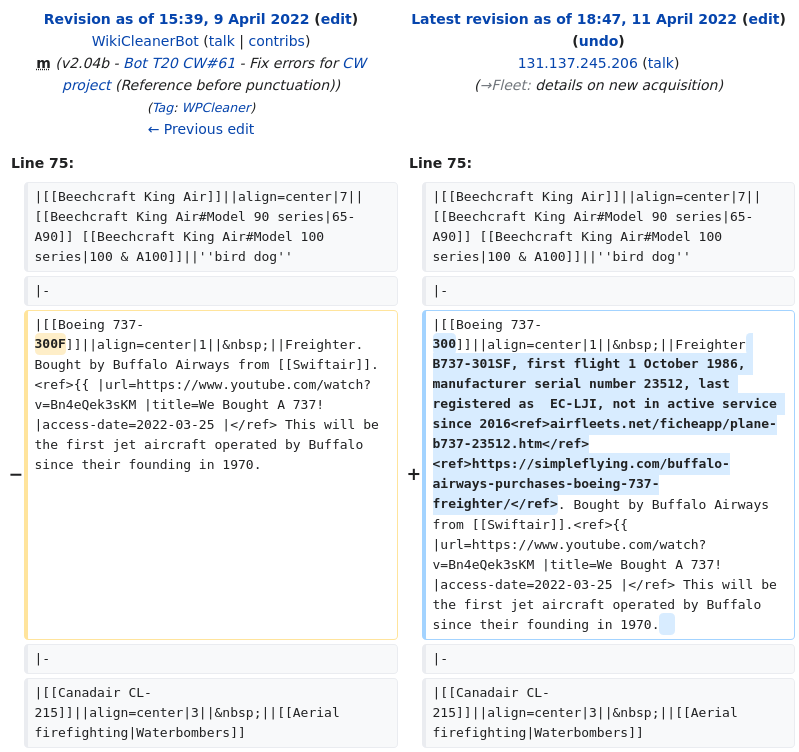 Revision as of 15:39, 9 April 2022 (edit)
WikiCleanerBot (talk | contribs)
m (v2.04b - Bot T20 CW#61 - Fix errors for CW
project (Reference before punctuation))
(Tag: WPCleaner)
← Previous edit
Latest revision as of 18:47, 11 April 2022 (edit)
(undo)
131.137.245.206 (talk)
(→Fleet: details on new acquisition)
Line 75:
Line 75:
|[[Beechcraft King Air]]||align=center|7||
[[Beechcraft King Air#Model 90 series|65-
A90]] [[Beechcraft King Air#Model 100
series|100 & A100]]||''bird dog''
|[[Beechcraft King Air]]||align=center|7||
[[Beechcraft King Air#Model 90 series|65-
A90]] [[Beechcraft King Air#Model 100
series|100 & A100]]||''bird dog''
|-
|-
−
|[[Boeing 737-
300F]]||align=center|1||&nbsp;||Freighter.
Bought by Buffalo Airways from [[Swiftair]].
<ref>{{ |url=https://www.youtube.com/watch?
v=Bn4eQek3sKM |title=We Bought A 737!
|access-date=2022-03-25 |</ref> This will be
the first jet aircraft operated by Buffalo
since their founding in 1970.
+
|[[Boeing 737-
300]]||align=center|1||&nbsp;||Freighter
B737-301SF, first flight 1 October 1986,
manufacturer serial number 23512, last
registered as  EC-LJI, not in active service
since 2016<ref>airfleets.net/ficheapp/plane-
b737-23512.htm</ref>
<ref>https://simpleflying.com/buffalo-
airways-purchases-boeing-737-
freighter/</ref>. Bought by Buffalo Airways
from [[Swiftair]].<ref>{{
|url=https://www.youtube.com/watch?
v=Bn4eQek3sKM |title=We Bought A 737!
|access-date=2022-03-25 |</ref> This will be
the first jet aircraft operated by Buffalo
since their founding in 1970.
|-
|-
|[[Canadair CL-
215]]||align=center|3||&nbsp;||[[Aerial
firefighting|Waterbombers]]
|[[Canadair CL-
215]]||align=center|3||&nbsp;||[[Aerial
firefighting|Waterbombers]]